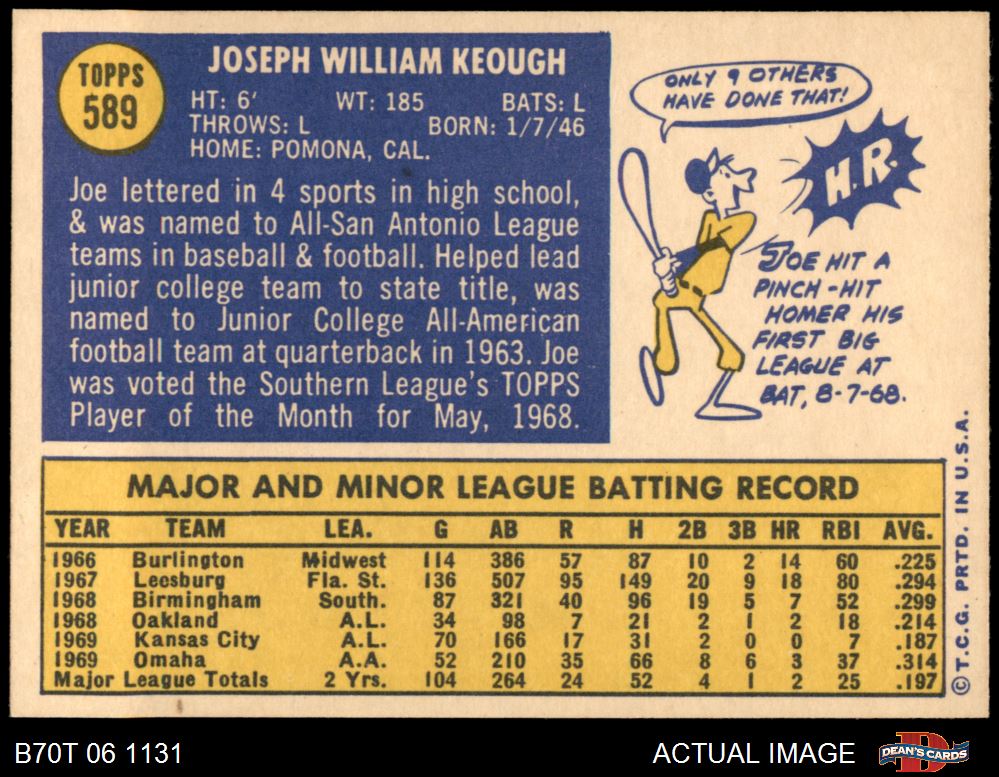 TOPPS
589
JOSEPH WILLIAM KEOUGH
HT: 6' WT: 185 BATS: L
THROWS: L BORN: 1/7/46
HOME: POMONA, CAL.
Joe lettered in 4 sports in high school,
& was named to All-San Antonio League
teams in baseball & football. Helped lead
junior college team to state title, was
named to Junior College All-American
football team at quarterback in 1963. Joe
was voted the Southern League's TOPPS
Player of the Month for May, 1968.
ONLY 9 OTHERS
HAVE DONE THAT!
H.R.
JOE HIT A
PINCH-HIT
HOMER HIS
FIRST BIG
LEAGUE AT
BAT, 8-7-68.
MAJOR AND MINOR LEAGUE BATTING RECORD
YEAR TEAM LEA. G AB R H 2B 3B HR RBI AVG.
1966 Burlington Midwest 114 386 57 87 10 2 14 60 .225
1967 Leesburg Fla. St. 136 507 95 149 20 9 18 80 .294
1968 Birmingham South. 87 321 40 96 19 5 7 52 .299
1968 Oakland A.L. 34 98 7 21 2 1 2 18 .214
1969 Kansas City A.L. 70 166 17 31 2 0 0 7 .187
1969 Omaha A.A. 52 210 35 66 8 6 3 37 .314
Major League Totals 2 Yrs. 104 264 24 52 4 1 2 25 .197
©T.C.G. PRTD. IN U.S.A.
B70T 06 1131
ACTUAL IMAGE
DEAN'S CARDS